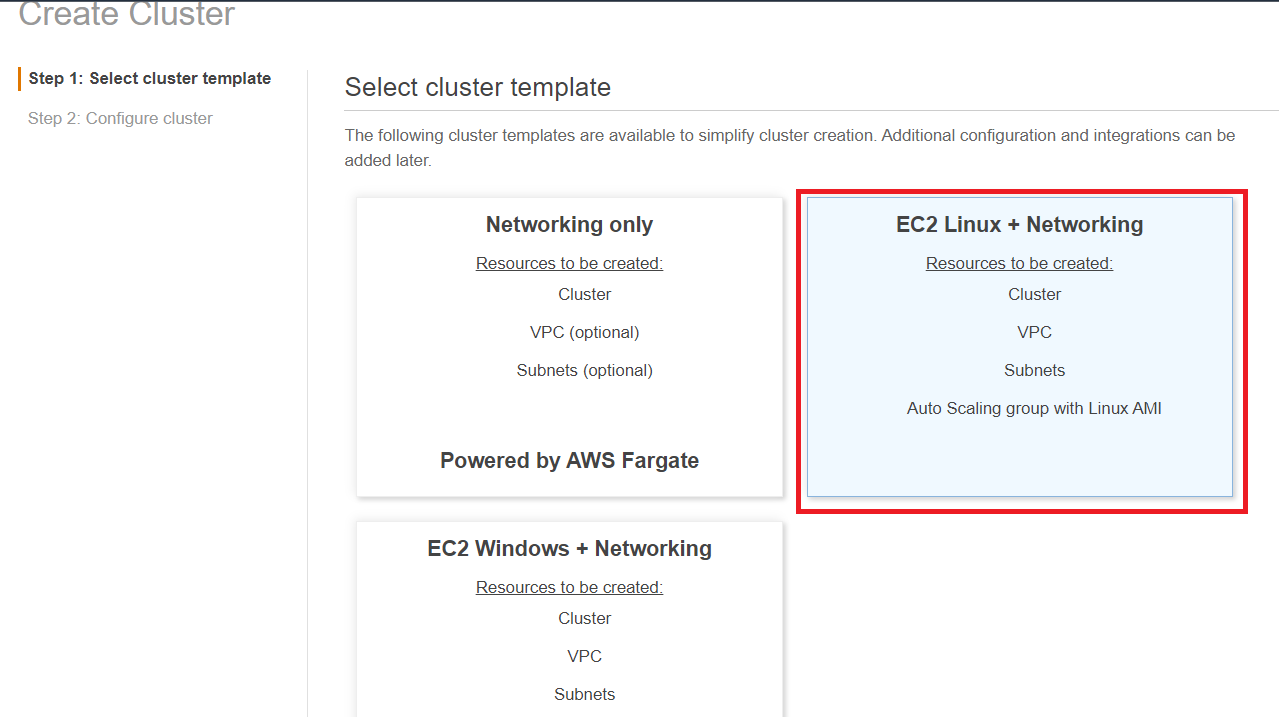 Create Cluster
Step 1: Select cluster template
Step 2: Configure cluster
Select cluster template
The following cluster templates are available to simplify cluster creation. Additional configuration and integrations can be
added later.
Networking only
Resources to be created:
Cluster
VPC (optional)
Subnets (optional)
Powered by AWS Fargate
EC2 Linux + Networking
Resources to be created:
Cluster
VPC
Subnets
Auto Scaling group with Linux AMI
EC2 Windows + Networking
Resources to be created:
Cluster
VPC
Subnets